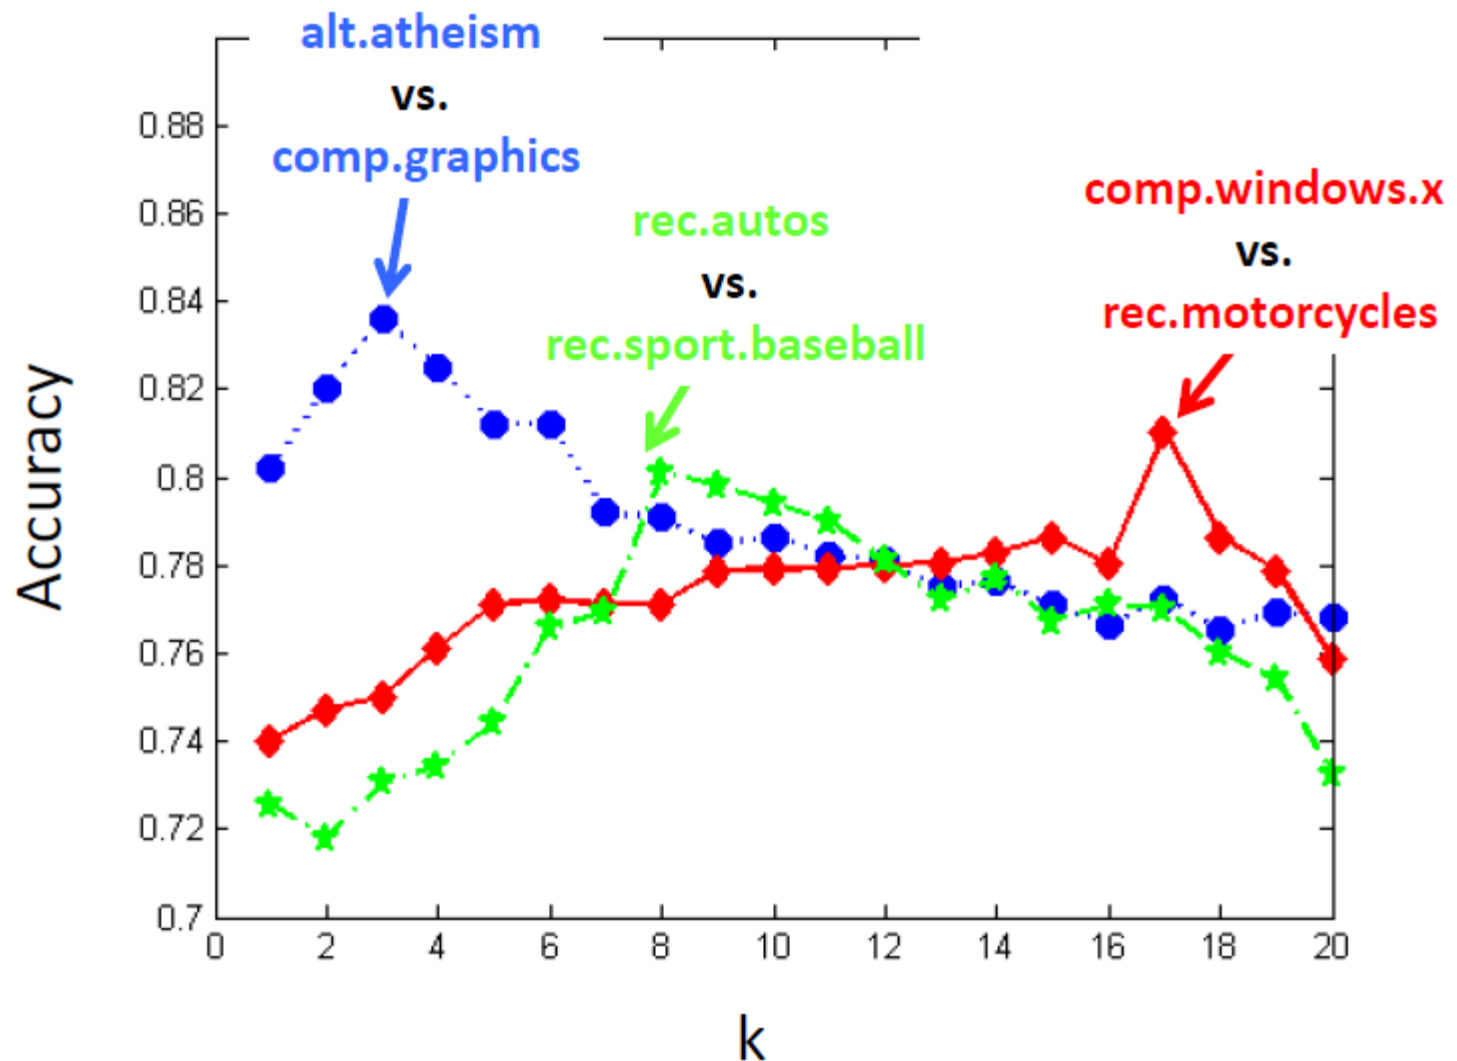 alt.atheism
vs.
comp.graphics
rec.autos
vs.
rec.sport.baseball
comp.windows.x
vs.
rec.motorcycles
Accuracy
0.88
0.86
0.84
0.82
0.8
0.78
0.76
0.74
0.72
0.7
0 2 4 6 8 10 12 14 16 18 20
k